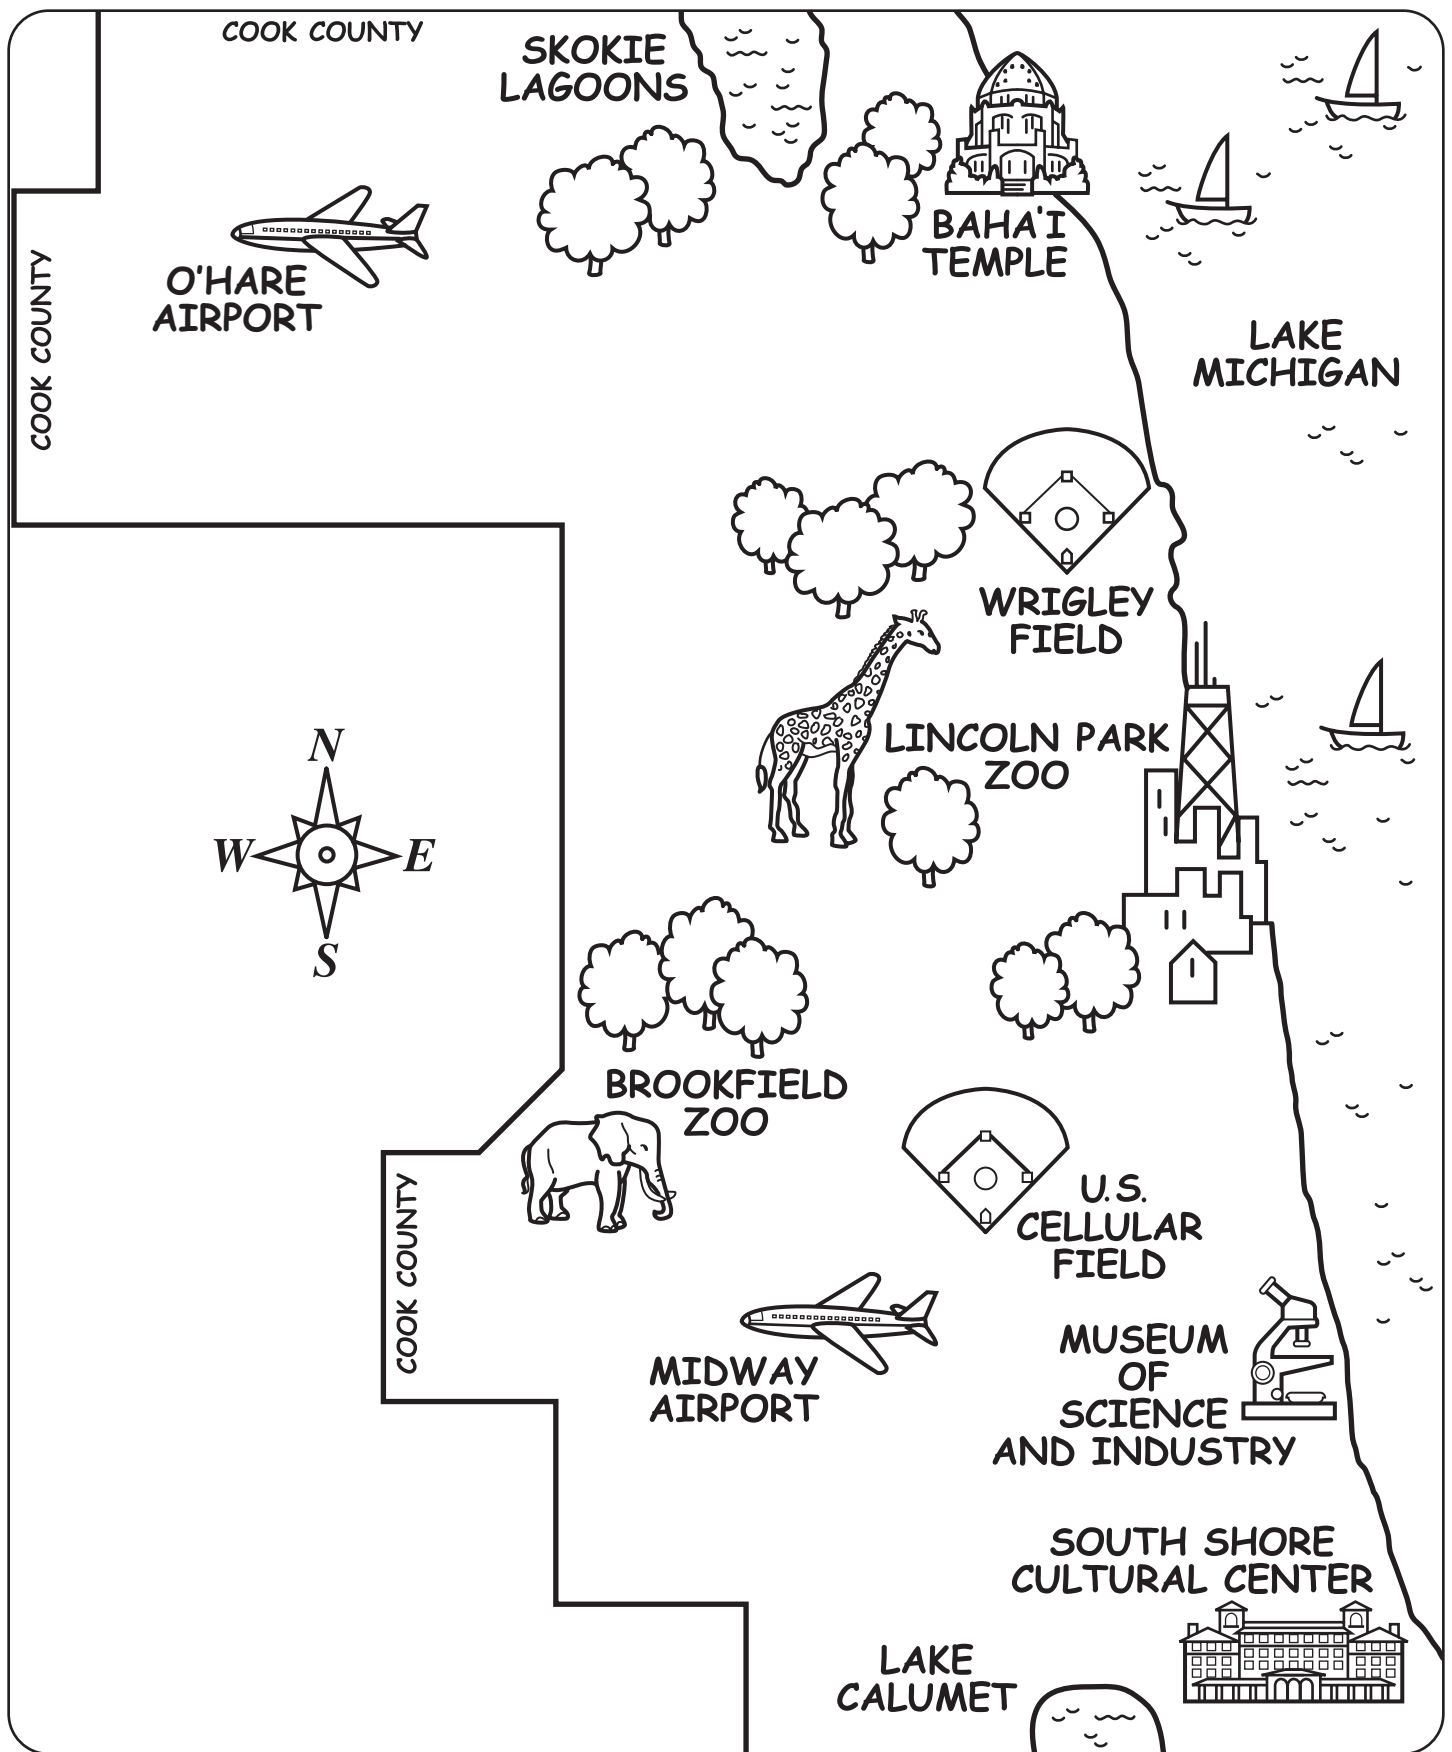 COOK COUNTY
SKOKIE
LAGOONS
BAHA'I
TEMPLE
O'HARE
AIRPORT
COOK COUNTY
LAKE
MICHIGAN
WRIGLEY
FIELD
LINCOLN PARK
ZOO
N
W
E
S
BROOKFIELD
ZOO
COOK COUNTY
U.S.
CELLULAR
FIELD
MIDWAY
AIRPORT
MUSEUM
OF
SCIENCE
AND INDUSTRY
SOUTH SHORE
CULTURAL CENTER
LAKE
CALUMET